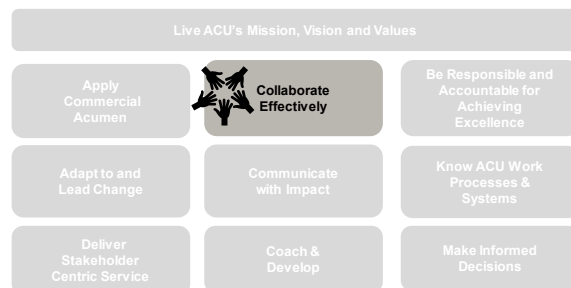 Live ACU's Mission, Vision and Values
Apply
Commercial
Acumen
Collaborate
Effectively
Be Responsible and
Accountable for
Achieving
Excellence
Adapt to and
Lead Change
Communicate
with Impact
Know ACU Work
Processes &
Systems
Deliver
Stakeholder
Centric Service
Coach &
Develop
Make Informed
Decisions